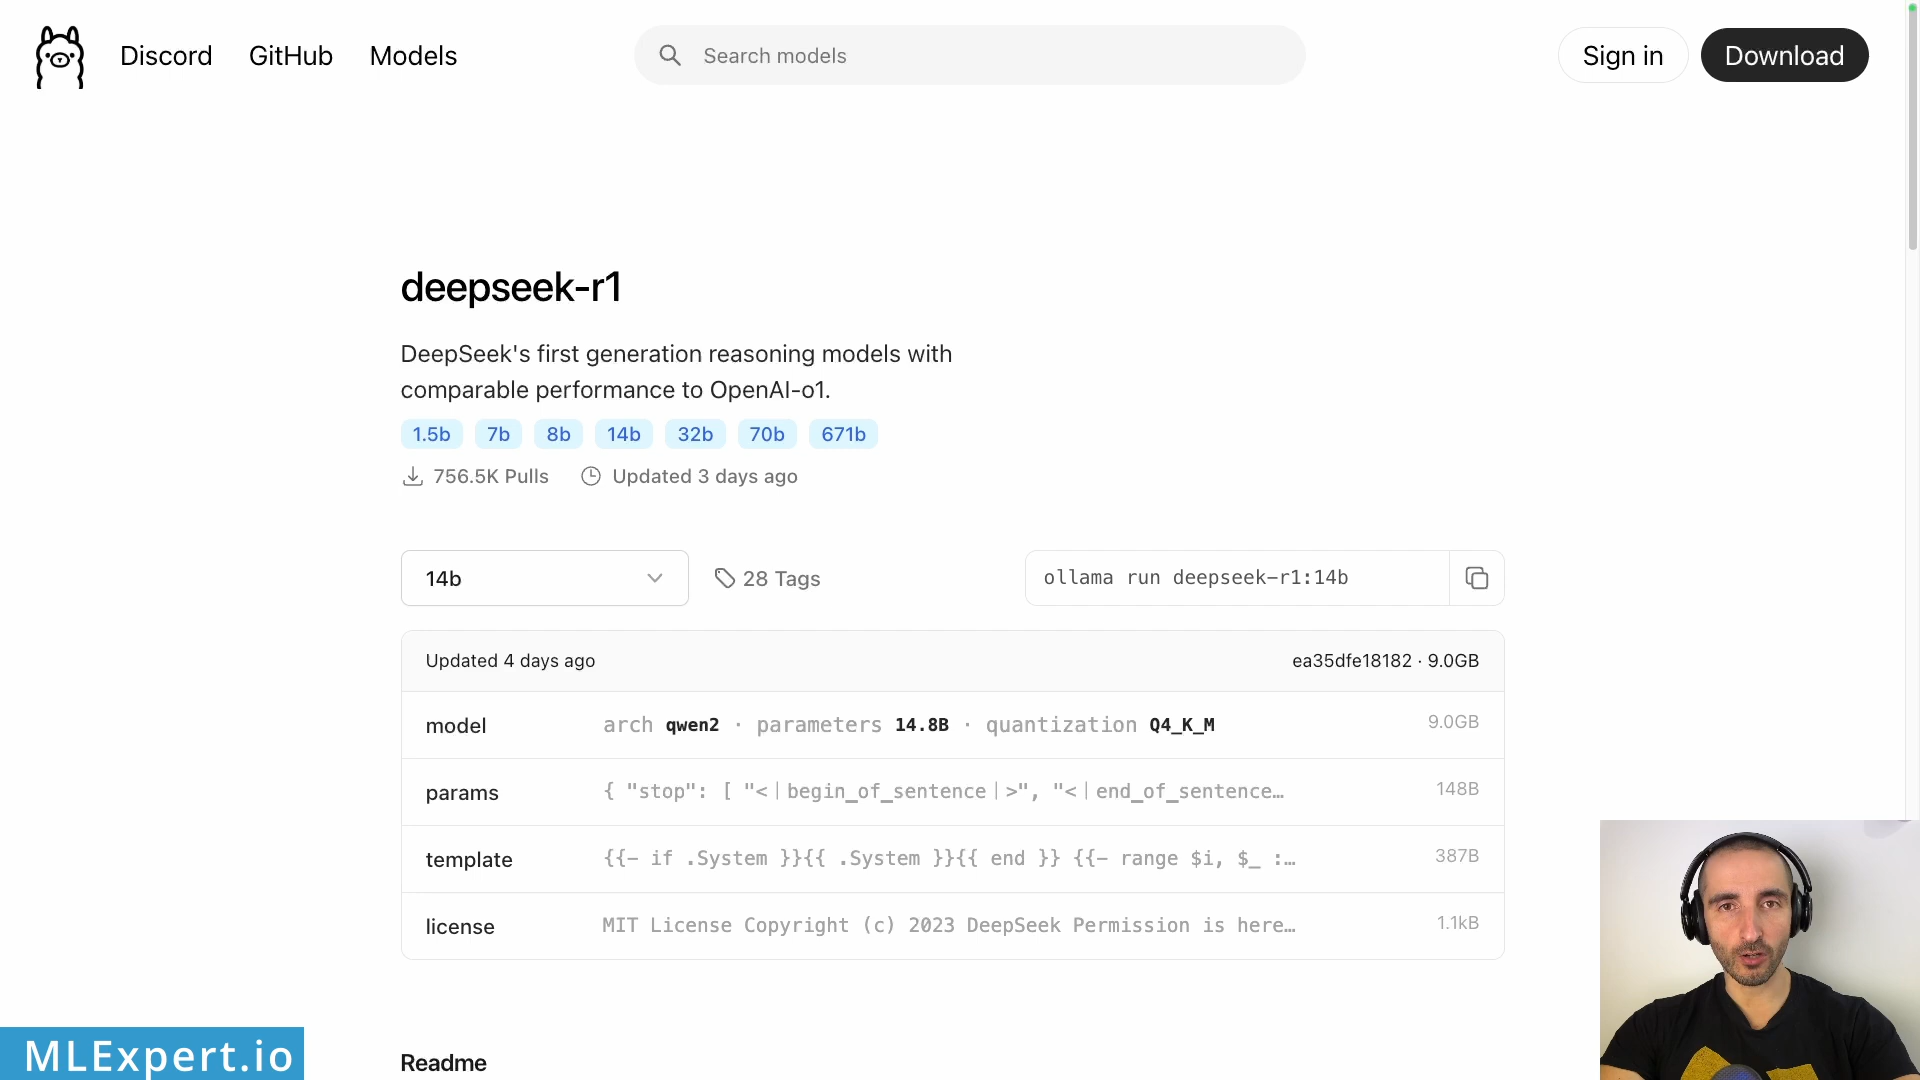 Discord GitHub Models Search models Sign in Download
deepseek-r1
DeepSeek's first generation reasoning models with
comparable performance to OpenAI-o1.
1.5b 7b 8b 14b 32b 70b 671b
756.5K Pulls Updated 3 days ago
14b 28 Tags ollama run deepseek-r1:14b
Updated 4 days ago ea35dfe18182 · 9.0GB
model arch qwen2 · parameters 14.8B · quantization Q4_K_M 9.0GB
params { "stop": [ "<｜begin_of_sentence｜>", "<｜end_of_sentence… 148B
template {{- if .System }}{{ .System }}{{ end }} {{- range $i, $_ :… 387B
license MIT License Copyright (c) 2023 DeepSeek Permission is here… 1.1kB
Readme
MLExpert.io